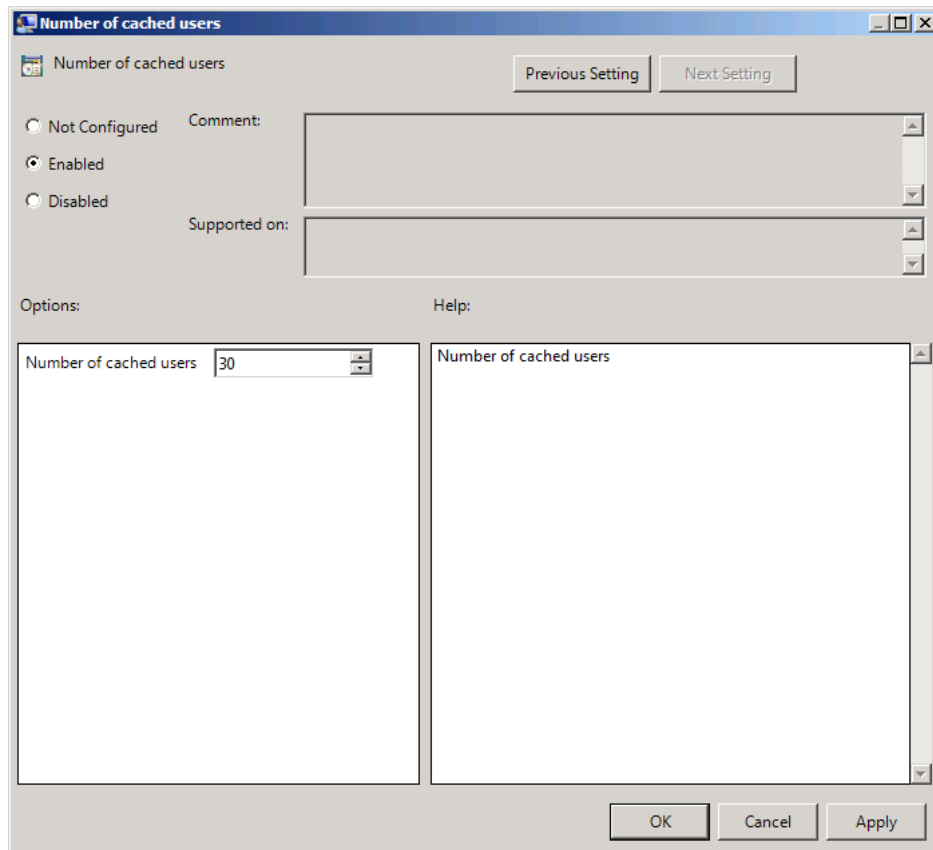 Number of cached users
Number of cached users
Previous Setting
Next Setting
Not Configured
Comment:
Enabled
Disabled
Supported on:
Options:
Help:
Number of cached users 30
Number of cached users
OK
Cancel
Apply